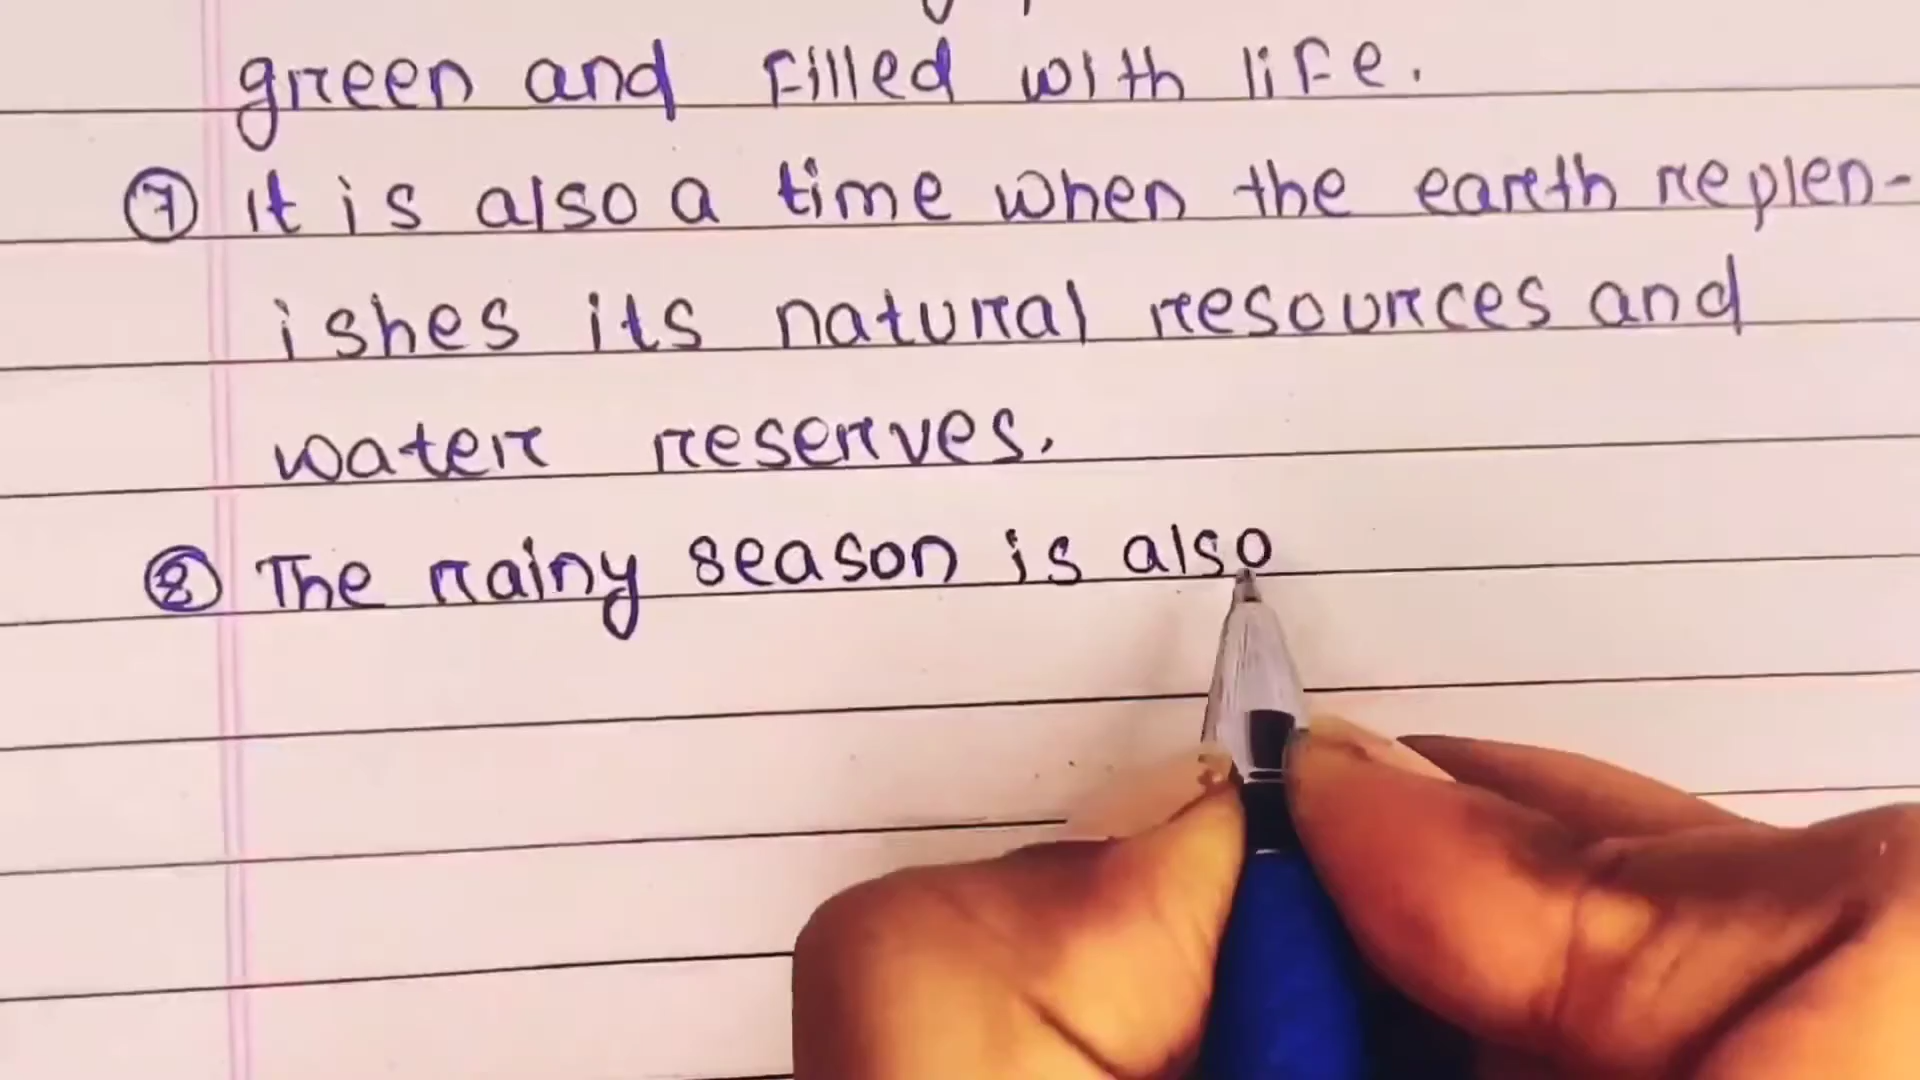 green and filled with life.
⑦ It is also a time when the earth replen-
ishes its natural resources and
water reserves.
⑧ The rainy season is also